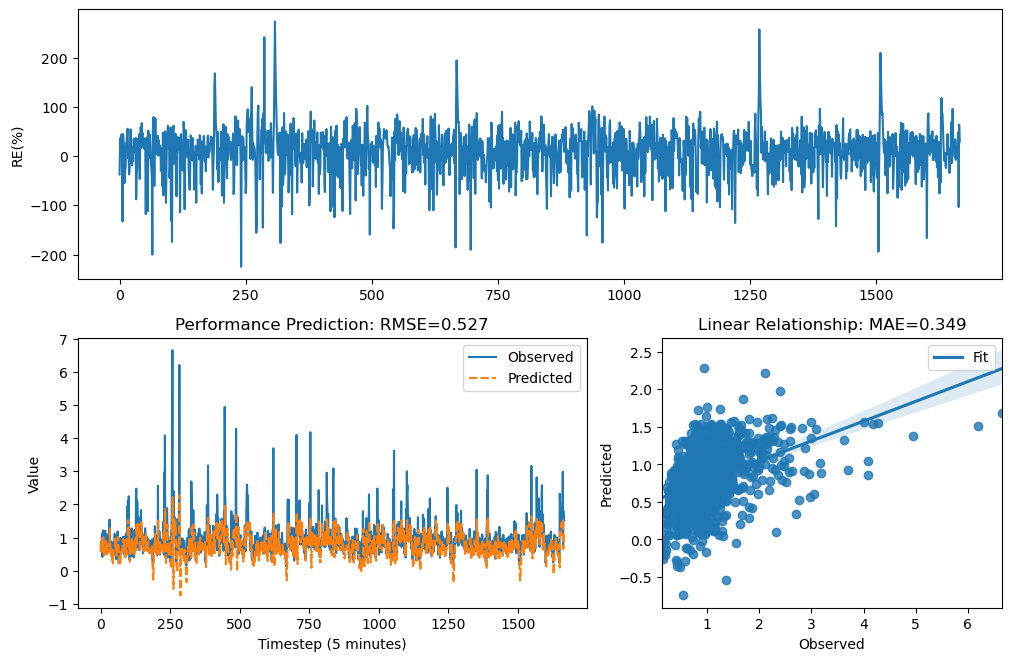 RE(%)
200
100
0
−100
−200
0 250 500 750 1000 1250 1500
Performance Prediction: RMSE=0.527
Value
7
6
5
4
3
2
1
0
−1
Observed
Predicted
0 250 500 750 1000 1250 1500
Timestep (5 minutes)
Linear Relationship: MAE=0.349
Predicted
2.5
2.0
1.5
1.0
0.5
0.0
−0.5
Fit
1 2 3 4 5 6
Observed